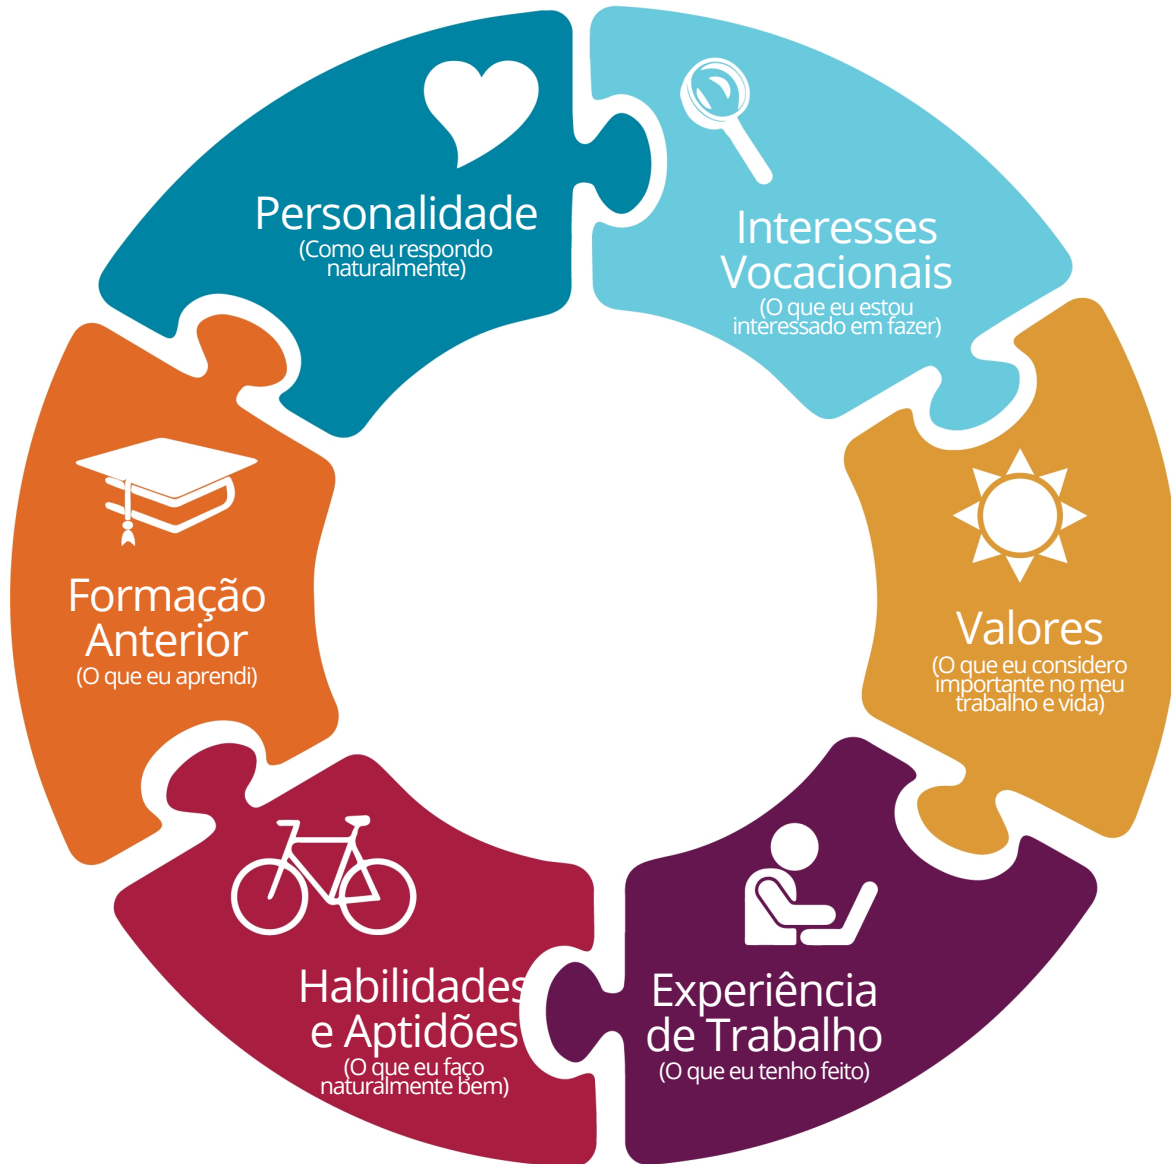 Personalidade
(Como eu respondo
naturalmente)
Interesses
Vocacionais
(O que eu estou
interessado em fazer)
Valores
(O que eu considero
importante no meu
trabalho e vida)
Experiência
de Trabalho
(O que eu tenho feito)
Habilidades
e Aptidões
(O que eu faço
naturalmente bem)
Formação
Anterior
(O que eu aprendi)